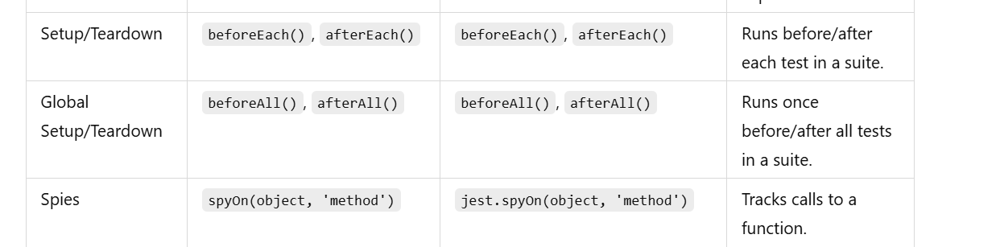 Setup/Teardown beforeEach(), afterEach() beforeEach(), afterEach() Runs before/after
each test in a suite.
Global beforeAll(), afterAll() beforeAll(), afterAll() Runs once
Setup/Teardown before/after all tests
in a suite.
Spies spyOn(object, 'method') jest.spyOn(object, 'method') Tracks calls to a
function.